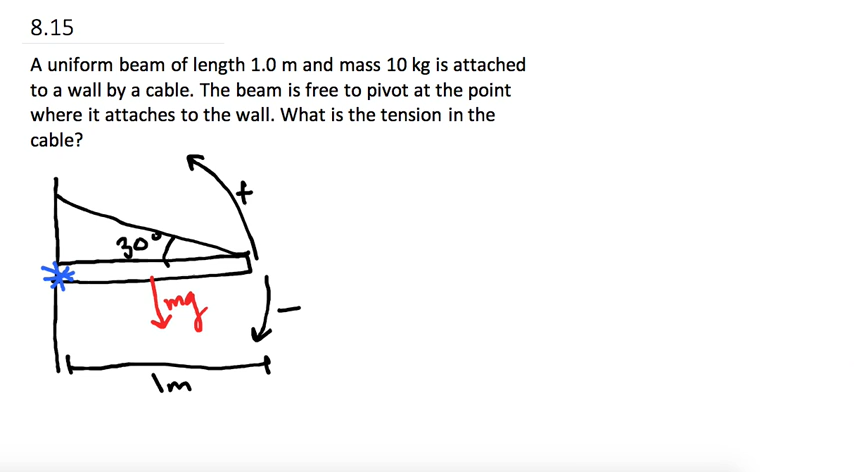 8.15
A uniform beam of length 1.0 m and mass 10 kg is attached
to a wall by a cable. The beam is free to pivot at the point
where it attaches to the wall. What is the tension in the
cable?
+
30°
mg
−
1m